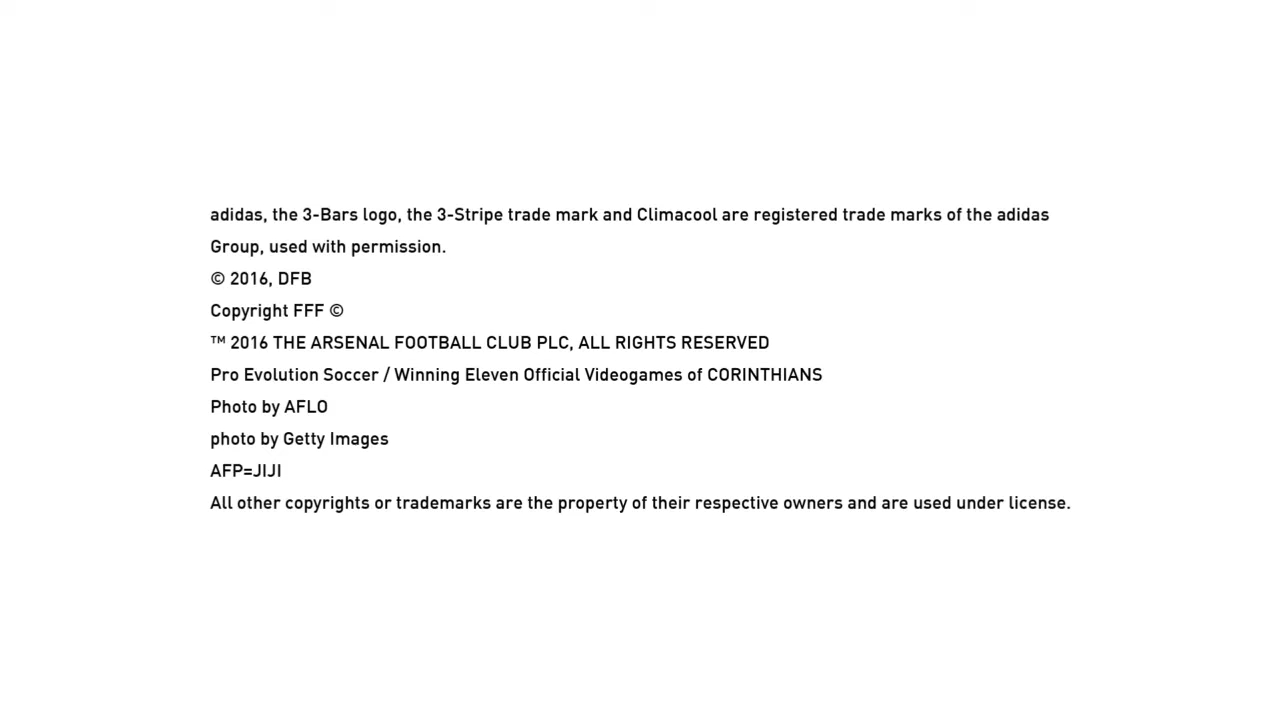 adidas, the 3-Bars logo, the 3-Stripe trade mark and Climacool are registered trade marks of the adidas
Group, used with permission.
© 2016, DFB
Copyright FFF ©
™ 2016 THE ARSENAL FOOTBALL CLUB PLC, ALL RIGHTS RESERVED
Pro Evolution Soccer / Winning Eleven Official Videogames of CORINTHIANS
Photo by AFLO
photo by Getty Images
AFP=JIJI
All other copyrights or trademarks are the property of their respective owners and are used under license.